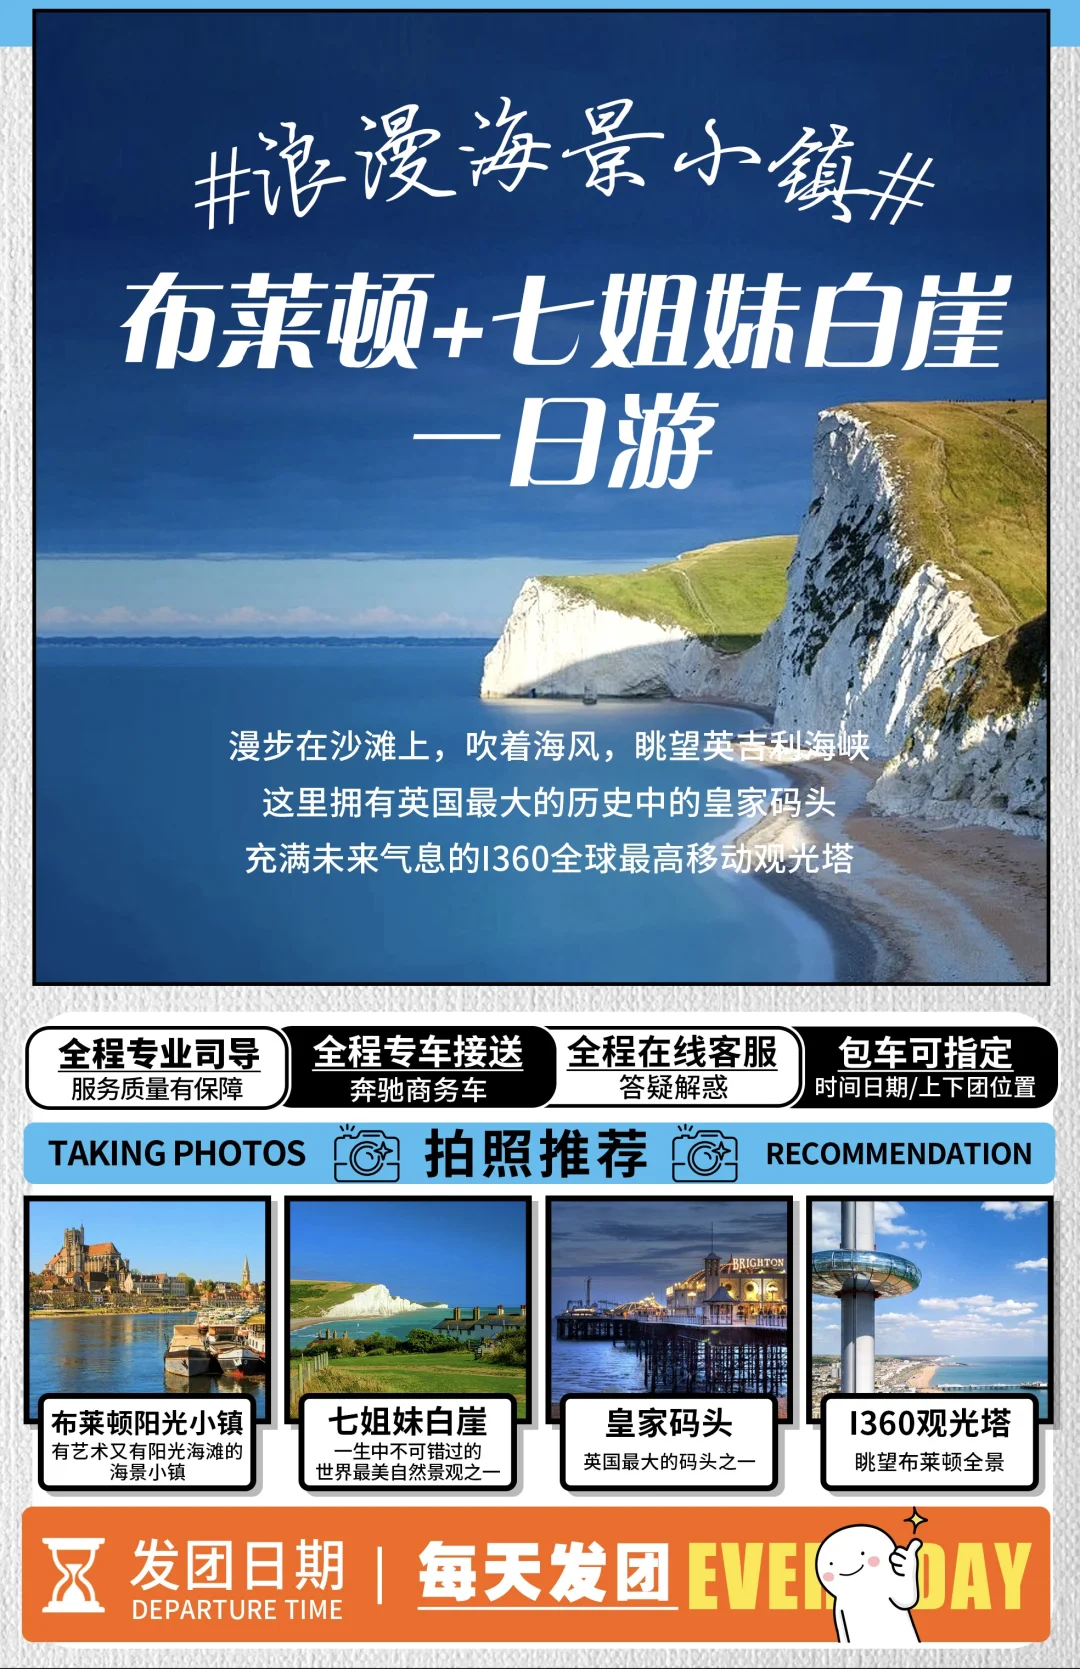 #浪漫海景小镇#
布莱顿+七姐妹白崖
一日游
漫步在沙滩上，吹着海风，眺望英吉利海峡
这里拥有英国最大的历史中的皇家码头
充满未来气息的I360全球最高移动观光塔
全程专业司导
服务质量有保障
全程专车接送
奔驰商务车
全程在线客服
答疑解惑
包车可指定
时间日期/上下团位置
TAKING PHOTOS 拍照推荐 RECOMMENDATION
BRIGHTON
布莱顿阳光小镇
有艺术又有阳光海滩的
海景小镇
七姐妹白崖
一生中不可错过的
世界最美自然景观之一
皇家码头
英国最大的码头之一
I360观光塔
眺望布莱顿全景
发团日期
DEPARTURE TIME
每天发团 EVERYDAY